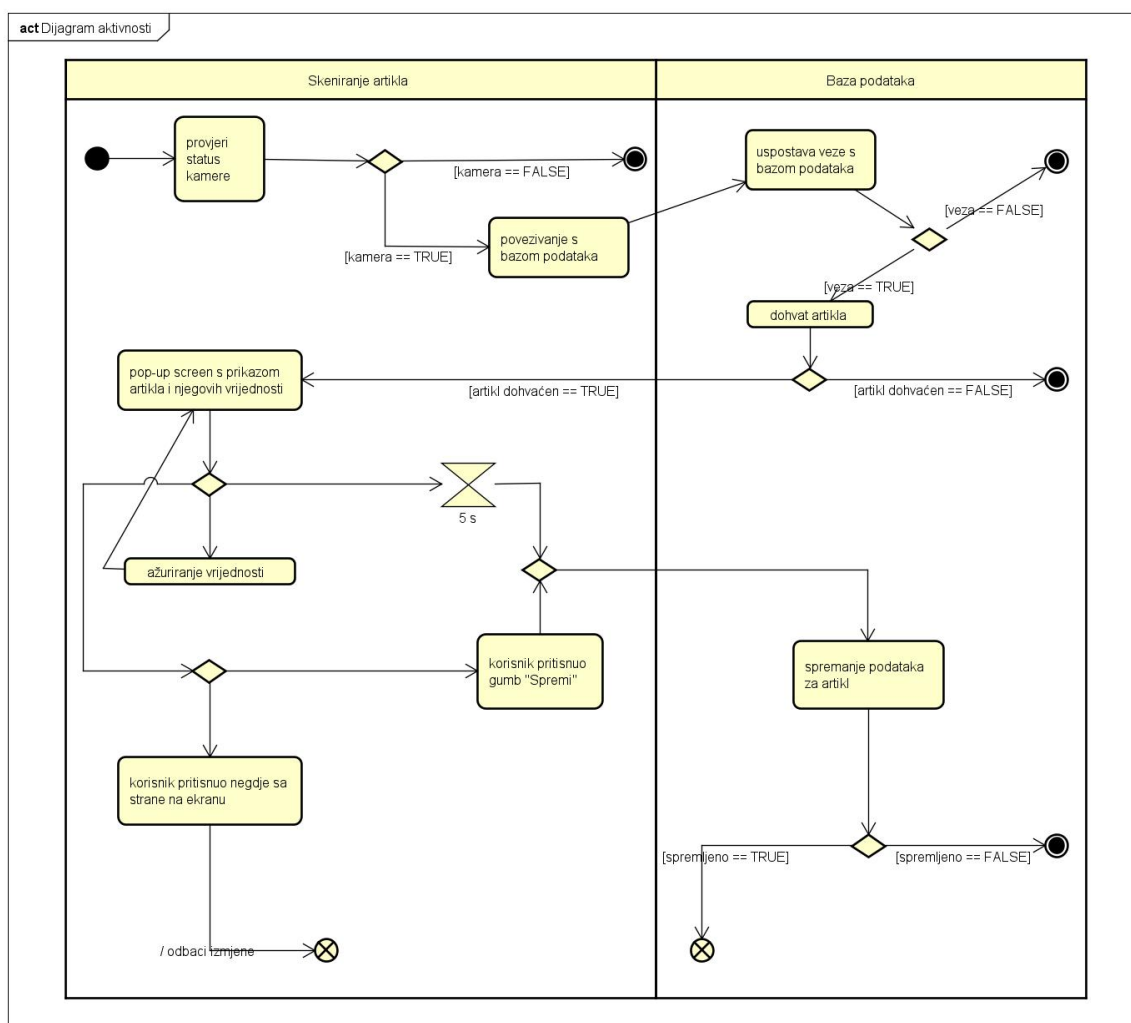 act Dijagram aktivnosti
Skeniranje artikla
Baza podataka
provjeri
status
kamere
[kamera == FALSE]
[kamera == TRUE]
povezivanje s
bazom podataka
uspostava veze s
bazom podataka
[veza == FALSE]
[veza == TRUE]
dohvat artikla
pop-up screen s prikazom
artikla i njegovih vrijednosti
[artikl dohvaćen == TRUE]
[artikl dohvaćen == FALSE]
5 s
ažuriranje vrijednosti
korisnik pritisnuo
gumb "Spremi"
spremanje podataka
za artikl
korisnik pritisnuo negdje sa
strane na ekranu
[spremljeno == TRUE]
[spremljeno == FALSE]
/ odbaci izmjene